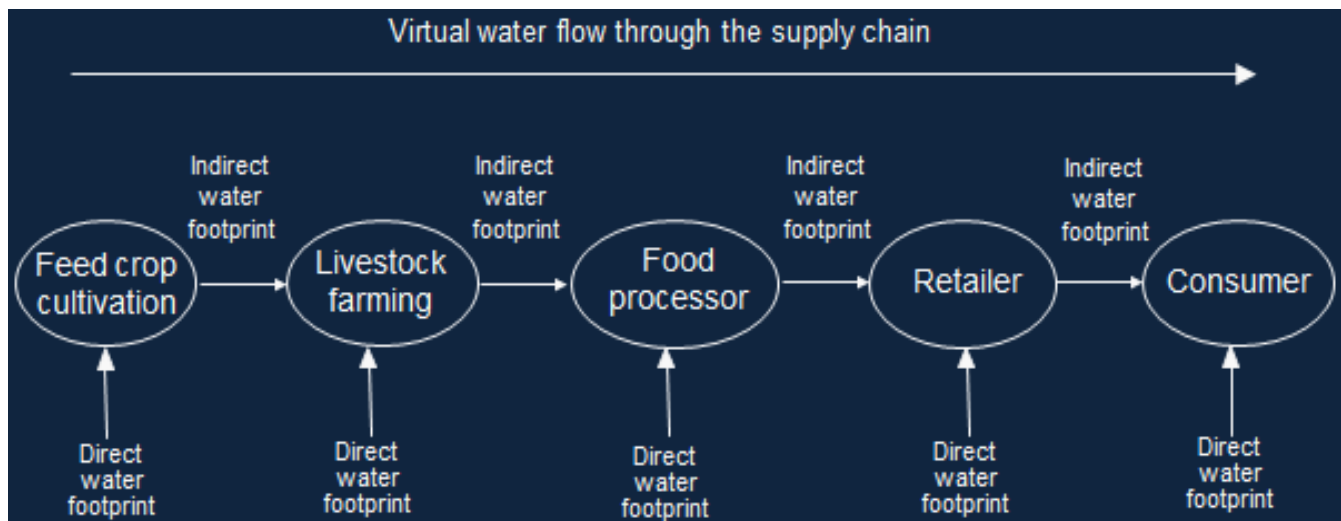 Virtual water flow through the supply chain
Indirect
water
footprint
Indirect
water
footprint
Indirect
water
footprint
Indirect
water
footprint
Feed crop
cultivation
Livestock
farming
Food
processor
Retailer
Consumer
Direct
water
footprint
Direct
water
footprint
Direct
water
footprint
Direct
water
footprint
Direct
water
footprint